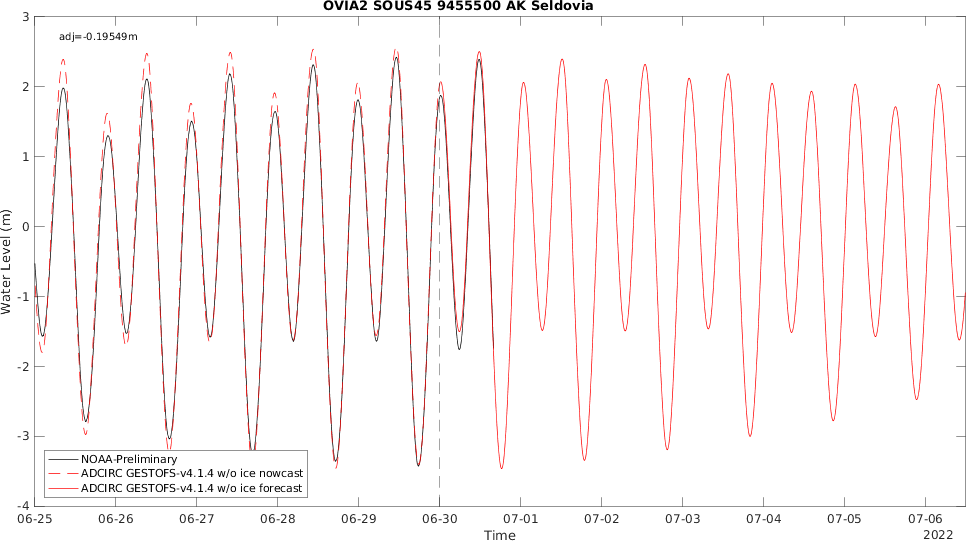 OVIA2 SOUS45 9455500 AK Seldovia
adj=-0.19549m
3
2
1
0
-1
-2
-3
-4
Water Level (m)
NOAA-Preliminary
ADCIRC GESTOFS-v4.1.4 w/o ice nowcast
ADCIRC GESTOFS-v4.1.4 w/o ice forecast
06-25 06-26 06-27 06-28 06-29 06-30 07-01 07-02 07-03 07-04 07-05 07-06
Time
2022